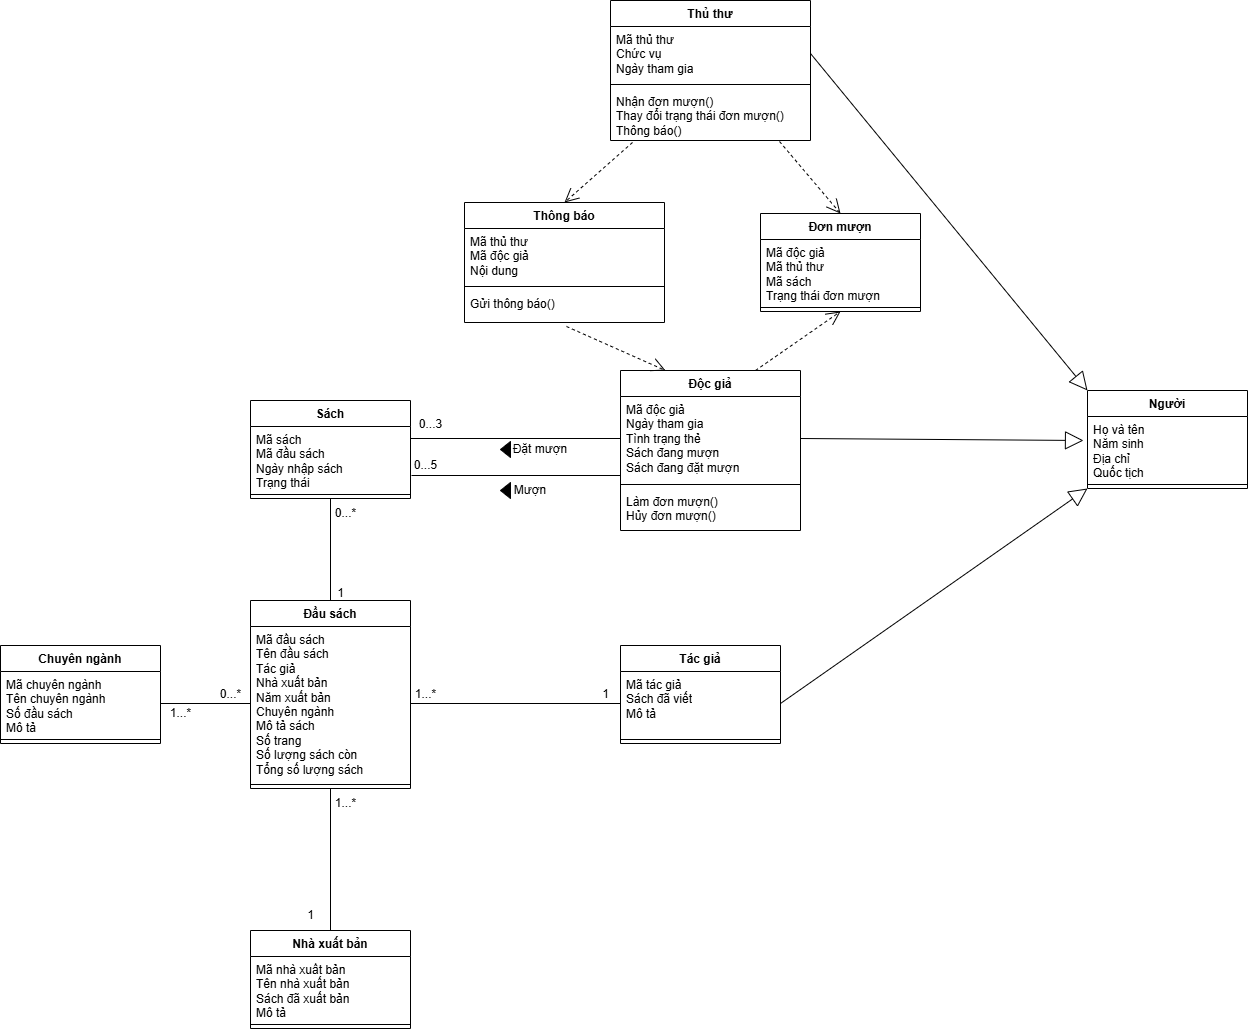 Thủ thư
Mã thủ thư
Chức vụ
Ngày tham gia
Nhận đơn mượn()
Thay đổi trạng thái đơn mượn()
Thông báo()
Thông báo
Mã thủ thư
Mã độc giả
Nội dung
Gửi thông báo()
Đơn mượn
Mã độc giả
Mã thủ thư
Mã sách
Trạng thái đơn mượn
Độc giả
Mã độc giả
Ngày tham gia
Tình trạng thẻ
Sách đang mượn
Sách đang đặt mượn
Làm đơn mượn()
Hủy đơn mượn()
Người
Họ và tên
Năm sinh
Địa chỉ
Quốc tịch
Sách
Mã sách
Mã đầu sách
Ngày nhập sách
Trạng thái
0...3
Đặt mượn
0...5
Mượn
0...*
1
Đầu sách
Mã đầu sách
Tên đầu sách
Tác giả
Nhà xuất bản
Năm xuất bản
Chuyên ngành
Mô tả sách
Số trang
Số lượng sách còn
Tổng số lượng sách
Chuyên ngành
Mã chuyên ngành
Tên chuyên ngành
Số đầu sách
Mô tả
0...*
1...*
1...*
1
Tác giả
Mã tác giả
Sách đã viết
Mô tả
1...*
1
Nhà xuất bản
Mã nhà xuất bản
Tên nhà xuất bản
Sách đã xuất bản
Mô tả